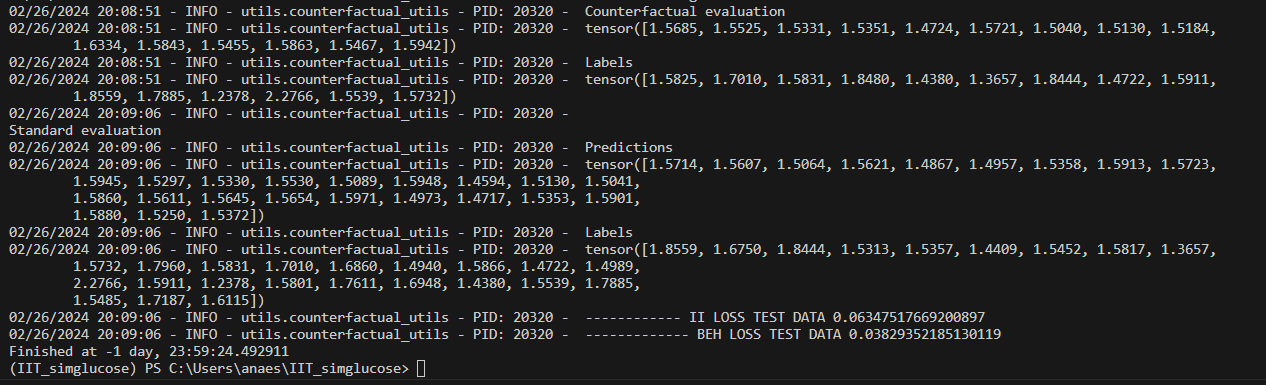 02/26/2024 20:08:51 - INFO - utils.counterfactual_utils - PID: 20320 -  Counterfactual evaluation
02/26/2024 20:08:51 - INFO - utils.counterfactual_utils - PID: 20320 -  tensor([1.5685, 1.5525, 1.5331, 1.5351, 1.4724, 1.5721, 1.5040, 1.5130, 1.5184,
        1.6334, 1.5843, 1.5455, 1.5863, 1.5467, 1.5942])
02/26/2024 20:08:51 - INFO - utils.counterfactual_utils - PID: 20320 -  Labels
02/26/2024 20:08:51 - INFO - utils.counterfactual_utils - PID: 20320 -  tensor([1.5825, 1.7010, 1.5831, 1.8480, 1.4380, 1.3657, 1.8444, 1.4722, 1.5911,
        1.8559, 1.7885, 1.2378, 2.2766, 1.5539, 1.5732])
02/26/2024 20:09:06 - INFO - utils.counterfactual_utils - PID: 20320 -
Standard evaluation
02/26/2024 20:09:06 - INFO - utils.counterfactual_utils - PID: 20320 -  Predictions
02/26/2024 20:09:06 - INFO - utils.counterfactual_utils - PID: 20320 -  tensor([1.5714, 1.5607, 1.5064, 1.5621, 1.4867, 1.4957, 1.5358, 1.5913, 1.5723,
        1.5945, 1.5297, 1.5330, 1.5530, 1.5089, 1.5948, 1.4594, 1.5130, 1.5041,
        1.5860, 1.5611, 1.5645, 1.5654, 1.5971, 1.4973, 1.4717, 1.5353, 1.5901,
        1.5880, 1.5250, 1.5372])
02/26/2024 20:09:06 - INFO - utils.counterfactual_utils - PID: 20320 -  Labels
02/26/2024 20:09:06 - INFO - utils.counterfactual_utils - PID: 20320 -  tensor([1.8559, 1.6750, 1.8444, 1.5313, 1.5357, 1.4409, 1.5452, 1.5817, 1.3657,
        1.5732, 1.7960, 1.5831, 1.7010, 1.6860, 1.4940, 1.5866, 1.4722, 1.4989,
        2.2766, 1.5911, 1.2378, 1.5801, 1.7611, 1.6948, 1.4380, 1.5539, 1.7885,
        1.5485, 1.7187, 1.6115])
02/26/2024 20:09:06 - INFO - utils.counterfactual_utils - PID: 20320 -  ------------ II LOSS TEST DATA 0.06347517669200897
02/26/2024 20:09:06 - INFO - utils.counterfactual_utils - PID: 20320 -  ------------- BEH LOSS TEST DATA 0.03829352185130119
Finished at -1 day, 23:59:24.492911
(IIT_simglucose) PS C:\Users\anaes\IIT_simglucose>